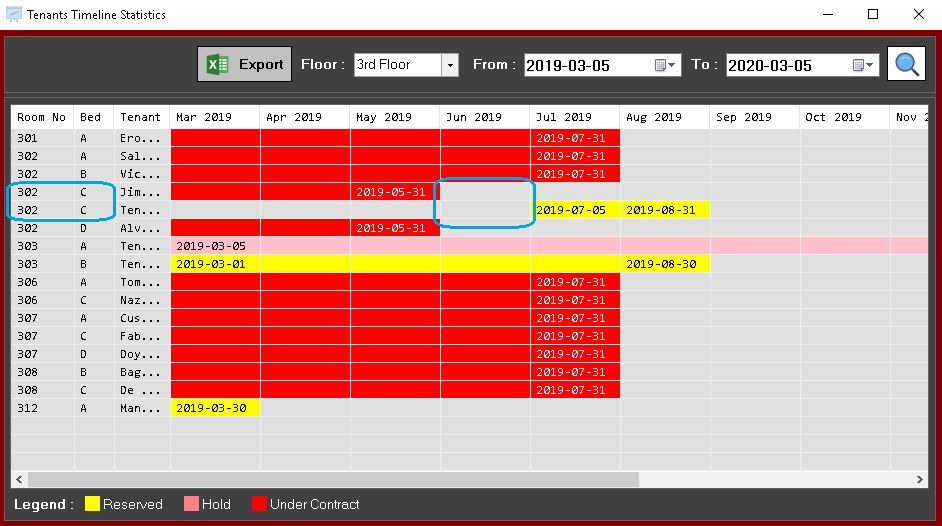 Tenants Timeline Statistics
Export Floor : 3rd Floor From : 2019-03-05 To : 2020-03-05
Room No Bed Tenant Mar 2019 Apr 2019 May 2019 Jun 2019 Jul 2019 Aug 2019 Sep 2019 Oct 2019 Nov 2
301 A Ero... 2019-07-31
302 A Sal... 2019-07-31
302 B Vic... 2019-07-31
302 C Jim... 2019-05-31
302 C Ten... 2019-07-05 2019-08-31
302 D Alv... 2019-05-31
303 A Ten... 2019-03-05
303 B Ten... 2019-03-01 2019-08-30
306 A Tom... 2019-07-31
306 C Naz... 2019-07-31
307 A Cus... 2019-07-31
307 C Fab... 2019-07-31
307 D Doy... 2019-07-31
308 B Bag... 2019-07-31
308 C De ... 2019-07-31
312 A Man... 2019-03-30
Legend : Reserved Hold Under Contract